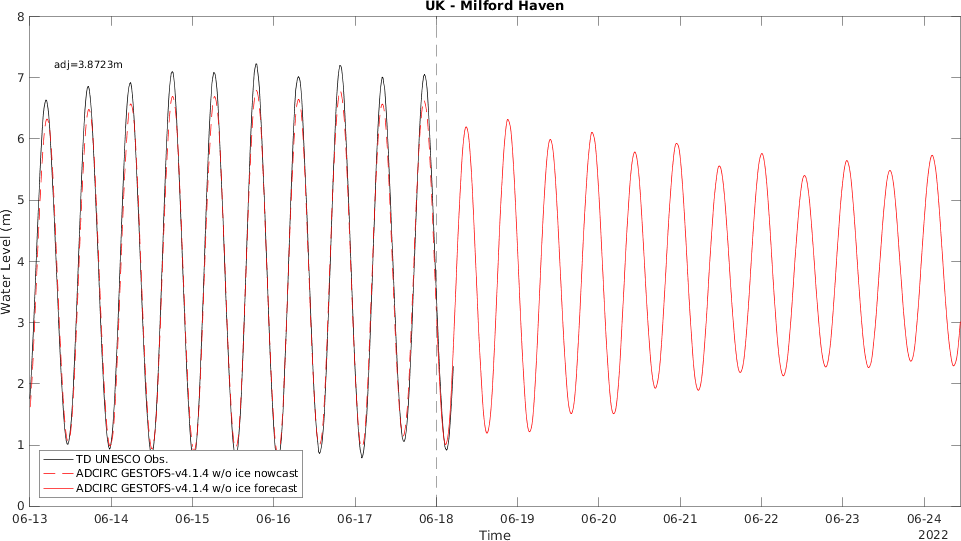 UK - Milford Haven
8
7
6
5
4
3
2
1
0
Water Level (m)
adj=3.8723m
TD UNESCO Obs.
ADCIRC GESTOFS-v4.1.4 w/o ice nowcast
ADCIRC GESTOFS-v4.1.4 w/o ice forecast
06-13 06-14 06-15 06-16 06-17 06-18 06-19 06-20 06-21 06-22 06-23 06-24
Time
2022